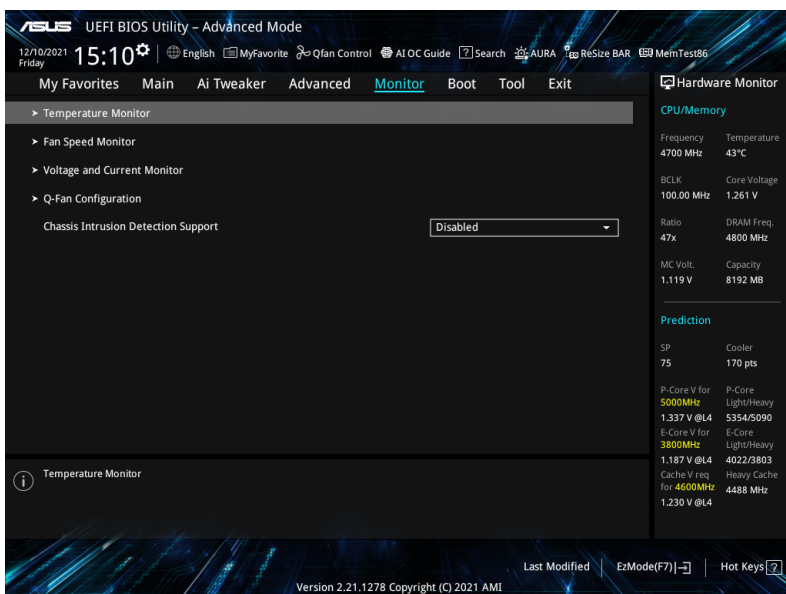 ASUS UEFI BIOS Utility – Advanced Mode
12/10/2021 Friday 15:10 English MyFavorite Qfan Control AI OC Guide ? Search AURA ReSize BAR MemTest86
My Favorites Main Ai Tweaker Advanced Monitor Boot Tool Exit
> Temperature Monitor
> Fan Speed Monitor
> Voltage and Current Monitor
> Q-Fan Configuration
Chassis Intrusion Detection Support Disabled
Temperature Monitor
Hardware Monitor
CPU/Memory
Frequency Temperature
4700 MHz 43°C
BCLK Core Voltage
100.00 MHz 1.261 V
Ratio DRAM Freq.
47x 4800 MHz
MC Volt. Capacity
1.119 V 8192 MB
Prediction
SP Cooler
75 170 pts
P-Core V for P-Core
5000MHz Light/Heavy
1.337 V @L4 5354/5090
E-Core V for E-Core
3800MHz Light/Heavy
1.187 V @L4 4022/3803
Cache V req Heavy Cache
for 4600MHz 4488 MHz
1.230 V @L4
Last Modified EzMode(F7) Hot Keys ?
Version 2.21.1278 Copyright (C) 2021 AMI